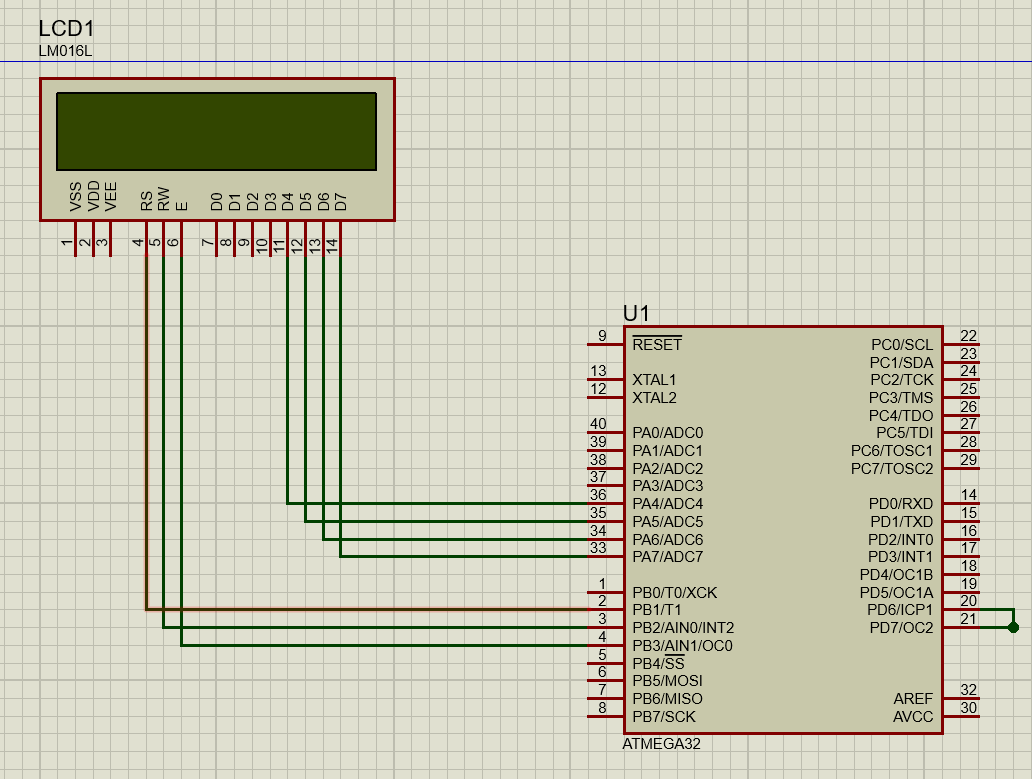 LCD1
LM016L
VSS
VDD
VEE
RS
RW
E
D0
D1
D2
D3
D4
D5
D6
D7
1
2
3
4
5
6
7
8
9
10
11
12
13
14
U1
9 RESET
13 XTAL1
12 XTAL2
40 PA0/ADC0
39 PA1/ADC1
38 PA2/ADC2
37 PA3/ADC3
36 PA4/ADC4
35 PA5/ADC5
34 PA6/ADC6
33 PA7/ADC7
1 PB0/T0/XCK
2 PB1/T1
3 PB2/AIN0/INT2
4 PB3/AIN1/OC0
5 PB4/SS
6 PB5/MOSI
7 PB6/MISO
8 PB7/SCK
PC0/SCL 22
PC1/SDA 23
PC2/TCK 24
PC3/TMS 25
PC4/TDO 26
PC5/TDI 27
PC6/TOSC1 28
PC7/TOSC2 29
PD0/RXD 14
PD1/TXD 15
PD2/INT0 16
PD3/INT1 17
PD4/OC1B 18
PD5/OC1A 19
PD6/ICP1 20
PD7/OC2 21
AREF 32
AVCC 30
ATMEGA32